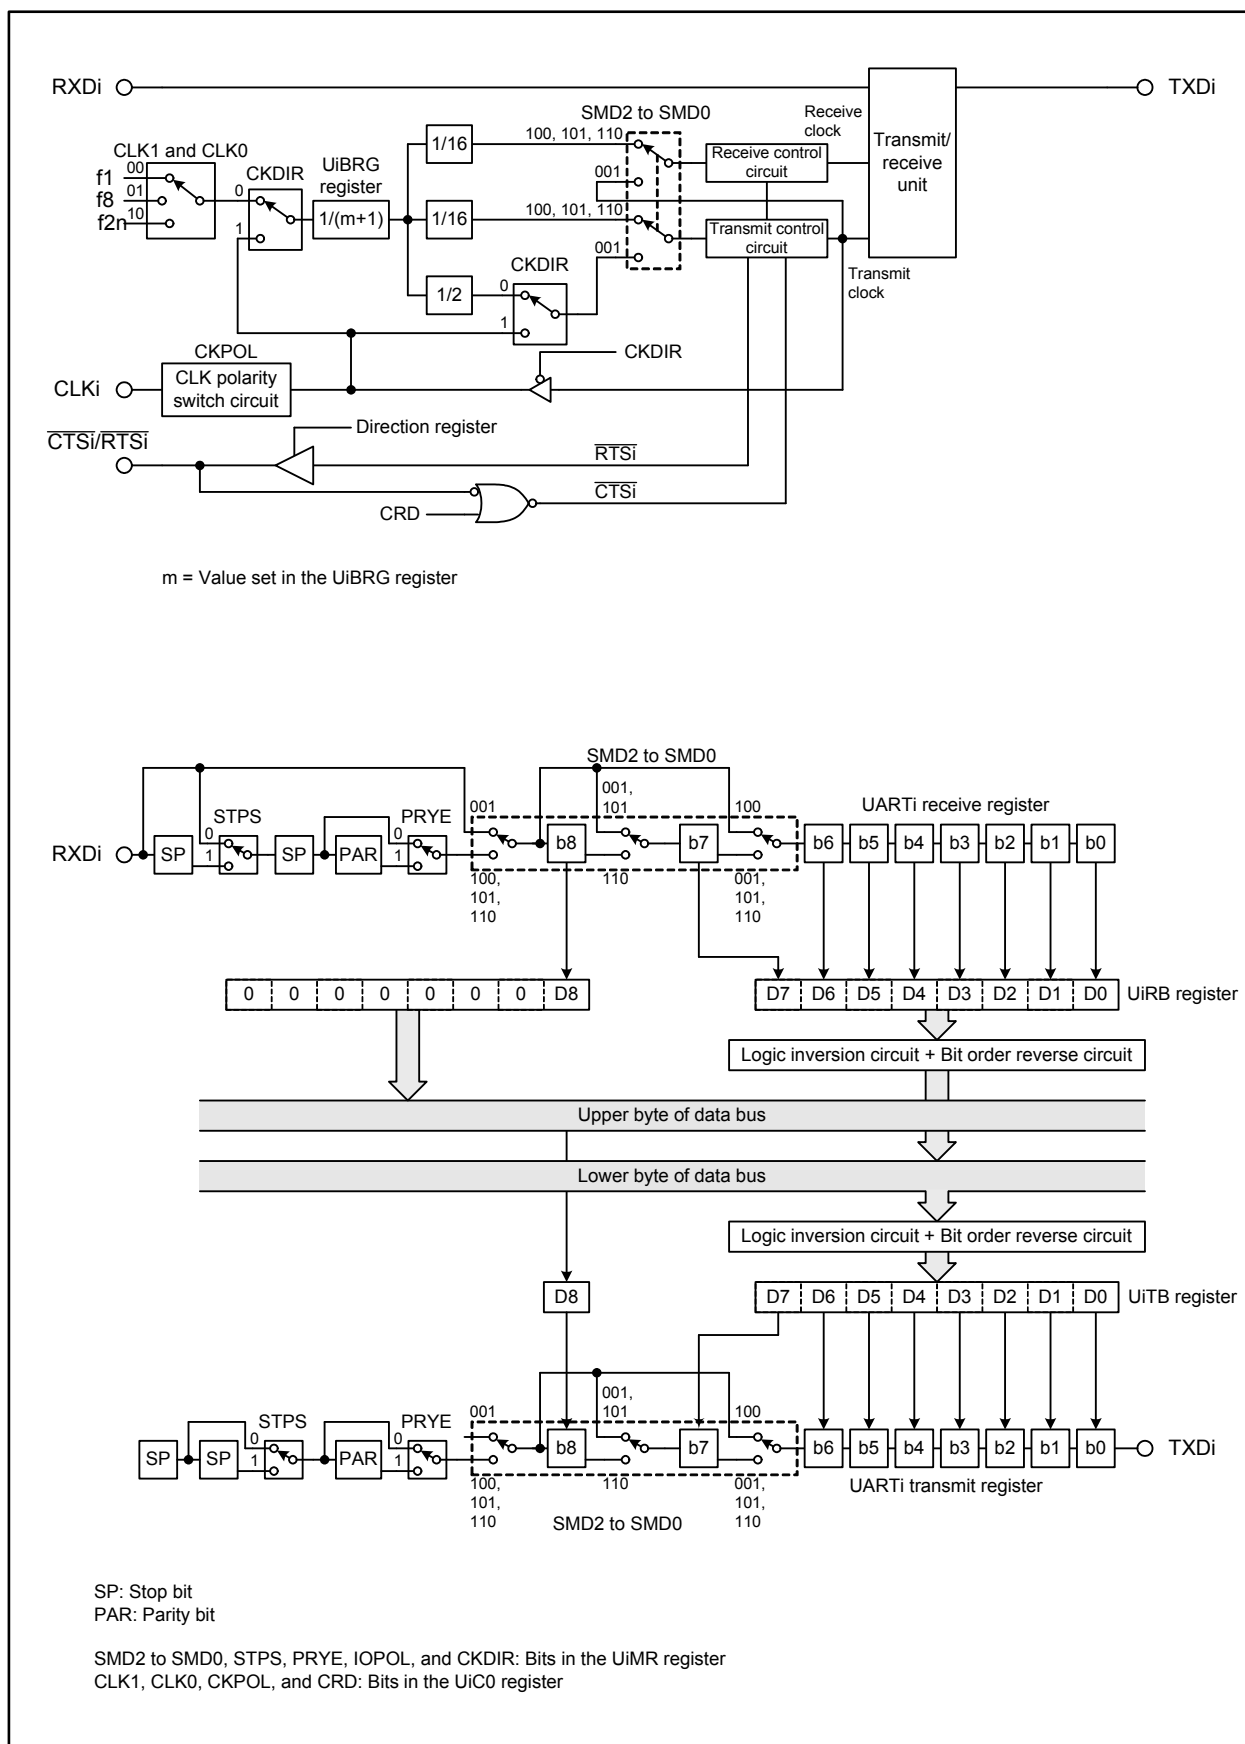 RXDi
TXDi
SMD2 to SMD0
Receive clock
Transmit/ receive unit
CLK1 and CLK0
CKDIR
UiBRG register
1/16
100, 101, 110
Receive control circuit
f1 00
f8 01
f2n 10
0
1
1/(m+1)
001
1/16
100, 101, 110
Transmit control circuit
001
Transmit clock
CKDIR
1/2
0
1
CKPOL
CKDIR
CLKi
CLK polarity switch circuit
CTSi/RTSi
Direction register
RTSi
CTSi
CRD
m = Value set in the UiBRG register
SMD2 to SMD0
001
001, 101
100
UARTi receive register
STPS
PRYE
RXDi
SP
0
1
SP
PAR
0
1
b8
b7
b6 b5 b4 b3 b2 b1 b0
100, 101, 110
110
001, 101, 110
0 0 0 0 0 0 0 D8
D7 D6 D5 D4 D3 D2 D1 D0
UiRB register
Logic inversion circuit + Bit order reverse circuit
Upper byte of data bus
Lower byte of data bus
Logic inversion circuit + Bit order reverse circuit
D8
D7 D6 D5 D4 D3 D2 D1 D0
UiTB register
001
001, 101
100
STPS
PRYE
SP
SP
0
1
PAR
0
1
b8
b7
b6 b5 b4 b3 b2 b1 b0
TXDi
100, 101, 110
110
001, 101, 110
UARTi transmit register
SMD2 to SMD0
SP: Stop bit
PAR: Parity bit
SMD2 to SMD0, STPS, PRYE, IOPOL, and CKDIR: Bits in the UiMR register
CLK1, CLK0, CKPOL, and CRD: Bits in the UiC0 register